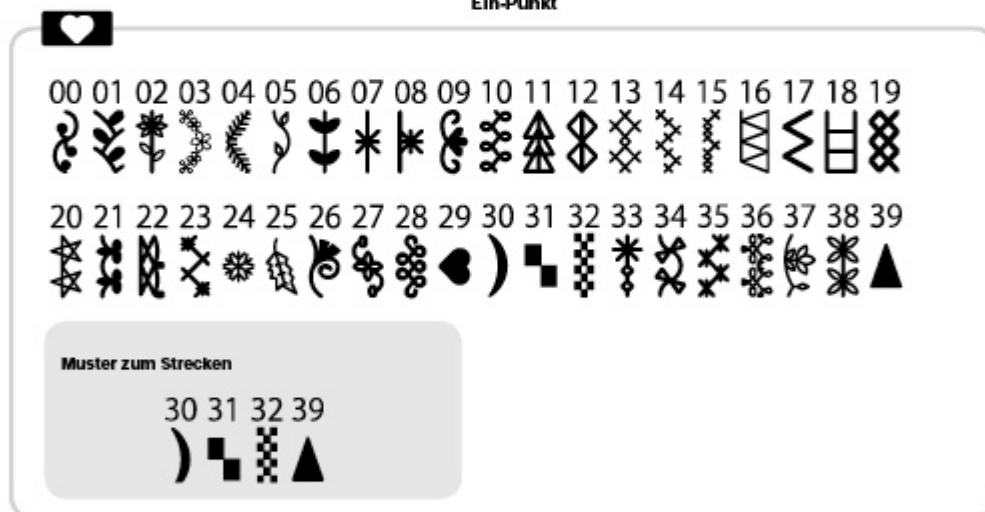 Ein-Punkt
00 01 02 03 04 05 06 07 08 09 10 11 12 13 14 15 16 17 18 19
20 21 22 23 24 25 26 27 28 29 30 31 32 33 34 35 36 37 38 39
Muster zum Strecken
30 31 32 39